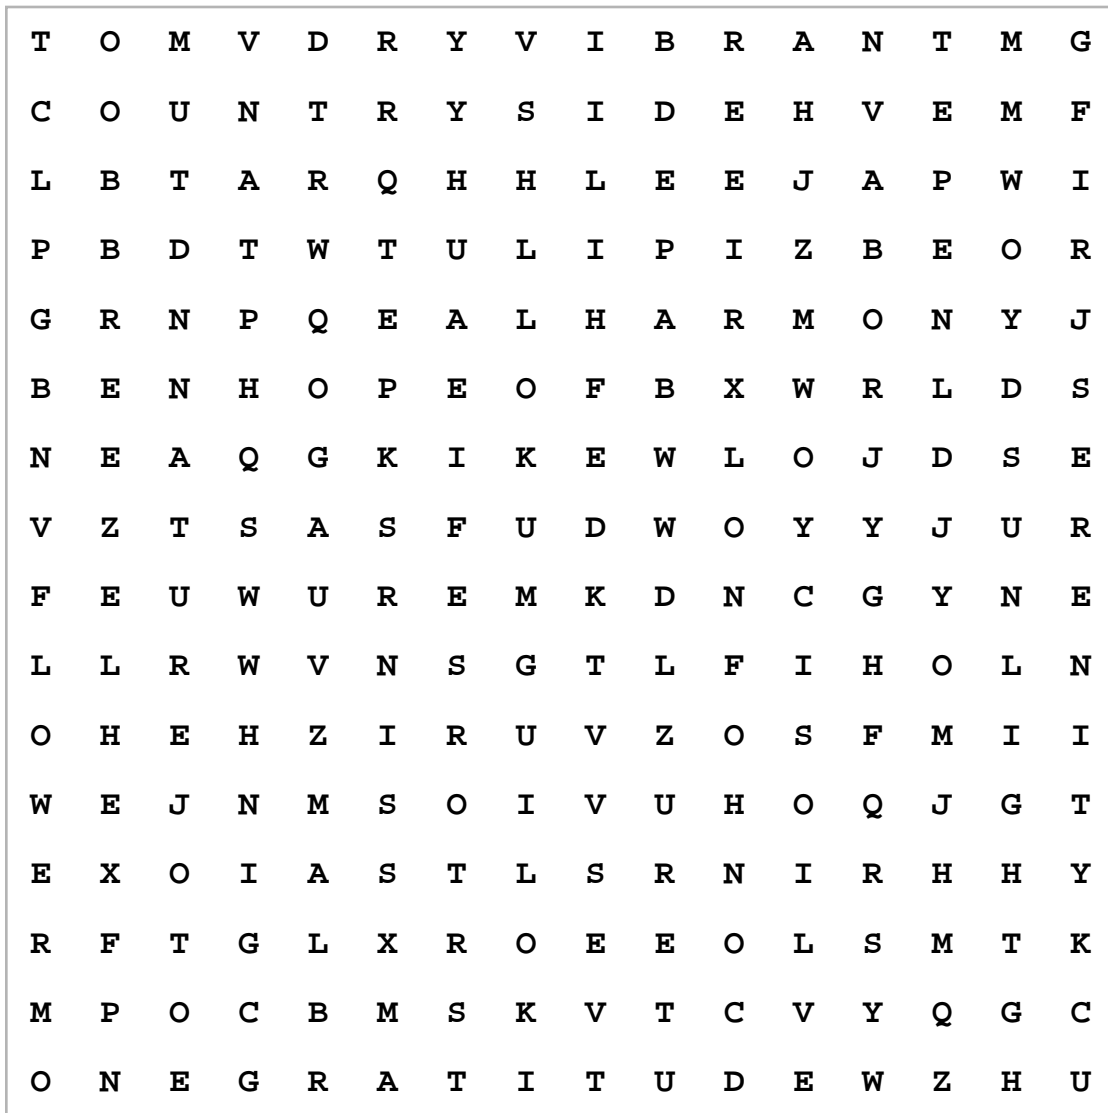 T O M V D R Y V I B R A N T M G
C O U N T R Y S I D E H V E M F
L B T A R Q H H L E E J A P W I
P B D T W T U L I P I Z B E O R
G R N P Q E A L H A R M O N Y J
B E N H O P E O F B X W R L D S
N E A Q G K I K E W L O J D S E
V Z T S A S F U D W O Y Y J U R
F E U W U R E M K D N C G Y N E
L L R W V N S G T L F I H O L N
O H E H Z I R U V Z O S F M I I
W E J N M S O I V U H O Q J G T
E X O I A S T L S R N I R H H Y
R F T G L X R O E E O L S M T K
M P O C B M S K V T C V Y Q G C
O N E G R A T I T U D E W Z H U